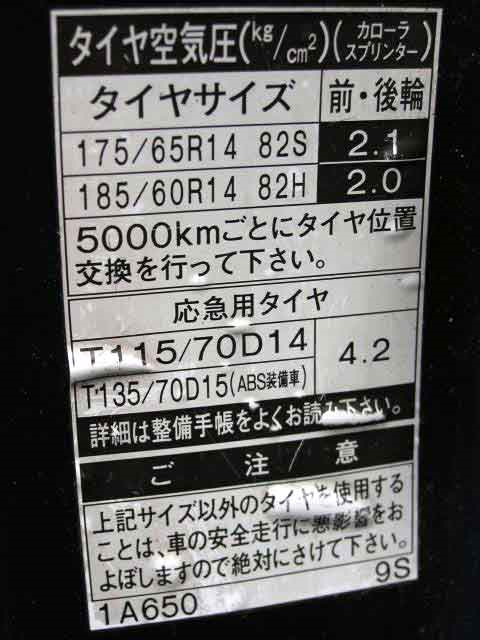 タイヤ空気圧(kg/cm²)(カローラ スプリンター)
タイヤサイズ 前・後輪
175/65R14 82S 2.1
185/60R14 82H 2.0
5000kmごとにタイヤ位置
交換を行って下さい。
応急用タイヤ
T115/70D14 4.2
T135/70D15(ABS装備車)
詳細は整備手帳をよくお読み下さい。
ご注意
上記サイズ以外のタイヤを使用する
ことは、車の安全走行に悪影響をお
よぼしますので絶対にさけて下さい。
1A650 9S